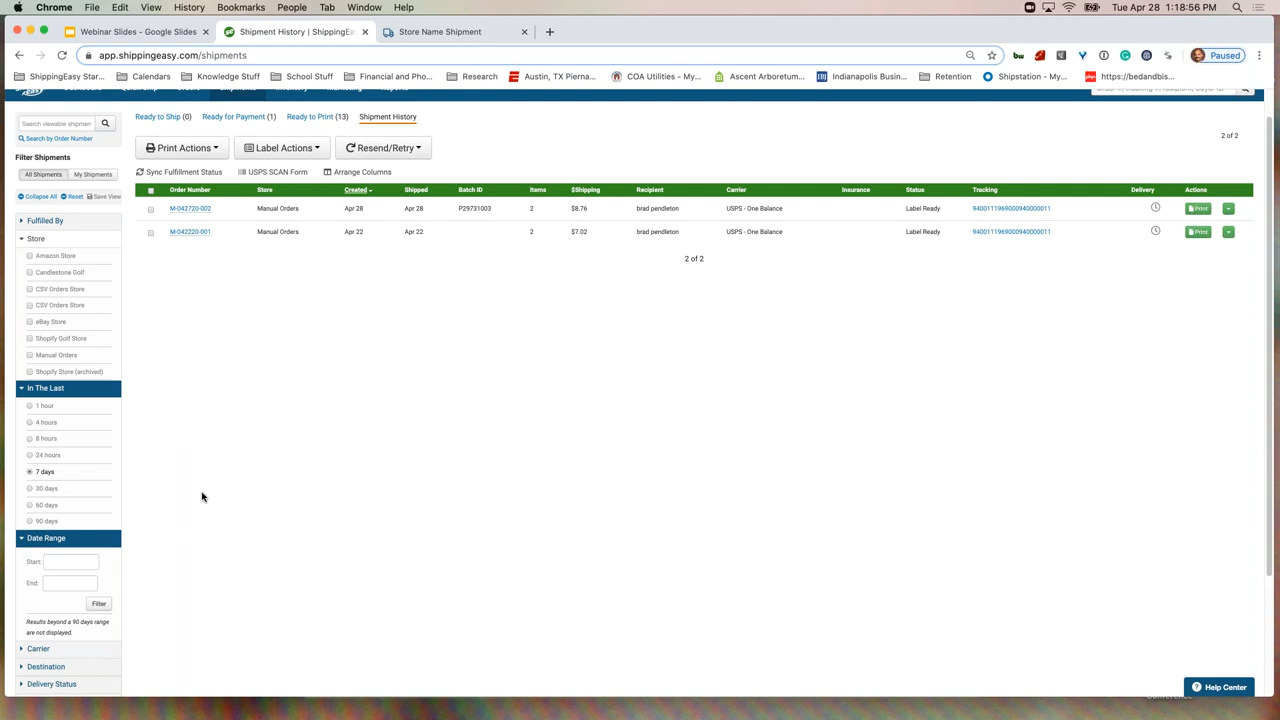 Chrome File Edit View History Bookmarks People Tab Window Help Tue Apr 28 1:18:56 PM
Webinar Slides - Google Slides Shipment History | ShippingEa Store Name Shipment
app.shippingeasy.com/shipments Paused
ShippingEasy Star... Calendars Knowledge Stuff School Stuff Financial and Pho... Research Austin, TX Pierna... COA Utilities - My... Ascent Arboretum... Indianapolis Busin... Retention Shipstation - My... https://bedandbis...
Search viewable shipmen
Search by Order Number
Ready to Ship (0) Ready for Payment (1) Ready to Print (13) Shipment History
2 of 2
Print Actions Label Actions Resend/Retry
Filter Shipments
All Shipments My Shipments
Sync Fulfillment Status USPS SCAN Form Arrange Columns
Collapse All Reset Save View
Order Number Store Created Shipped Batch ID Items $Shipping Recipient Carrier Insurance Status Tracking Delivery Actions
M-042720-002 Manual Orders Apr 28 Apr 28 P29731003 2 $8.76 brad pendleton USPS - One Balance Label Ready 9400111969000940000011 Print
M-042220-001 Manual Orders Apr 22 Apr 22 2 $7.02 brad pendleton USPS - One Balance Label Ready 9400111969000940000011 Print
2 of 2
Fulfilled By
Store
Amazon Store
Candlestone Golf
CSV Orders Store
CSV Orders Store
eBay Store
Shopify Golf Store
Manual Orders
Shopify Store (archived)
In The Last
1 hour
4 hours
8 hours
24 hours
7 days
30 days
60 days
90 days
Date Range
Start:
End:
Filter
Results beyond a 90 days range
are not displayed.
Carrier
Destination
Delivery Status
Help Center